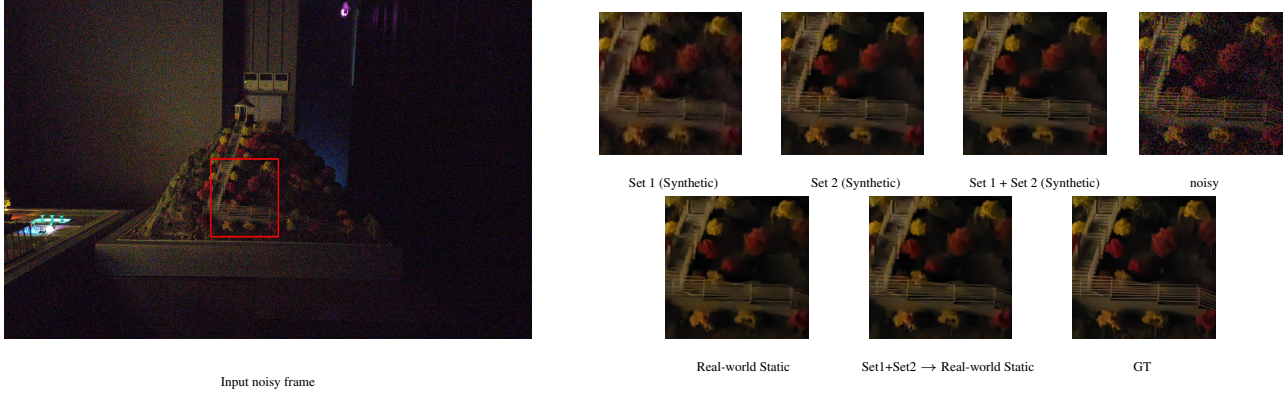 Set 1 (Synthetic)
Set 2 (Synthetic)
Set 1 + Set 2 (Synthetic)
noisy
Real-world Static
Set1+Set2 → Real-world Static
GT
Input noisy frame